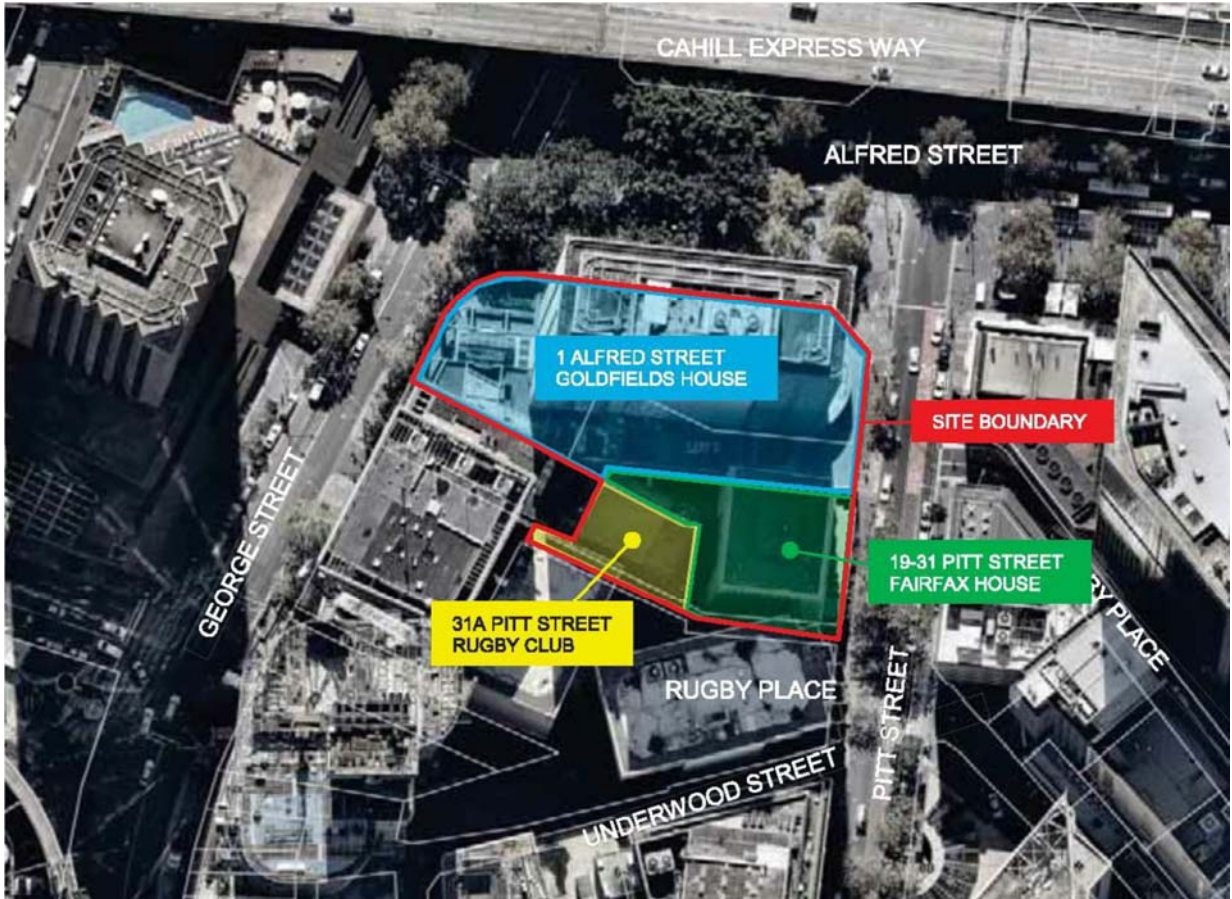 CAHILL EXPRESS WAY
ALFRED STREET
1 ALFRED STREET
GOLDFIELDS HOUSE
SITE BOUNDARY
19-31 PITT STREET
FAIRFAX HOUSE
GEORGE STREET
31A PITT STREET
RUGBY CLUB
RUGBY PLACE
PITT STREET
UNDERWOOD STREET
PLACE